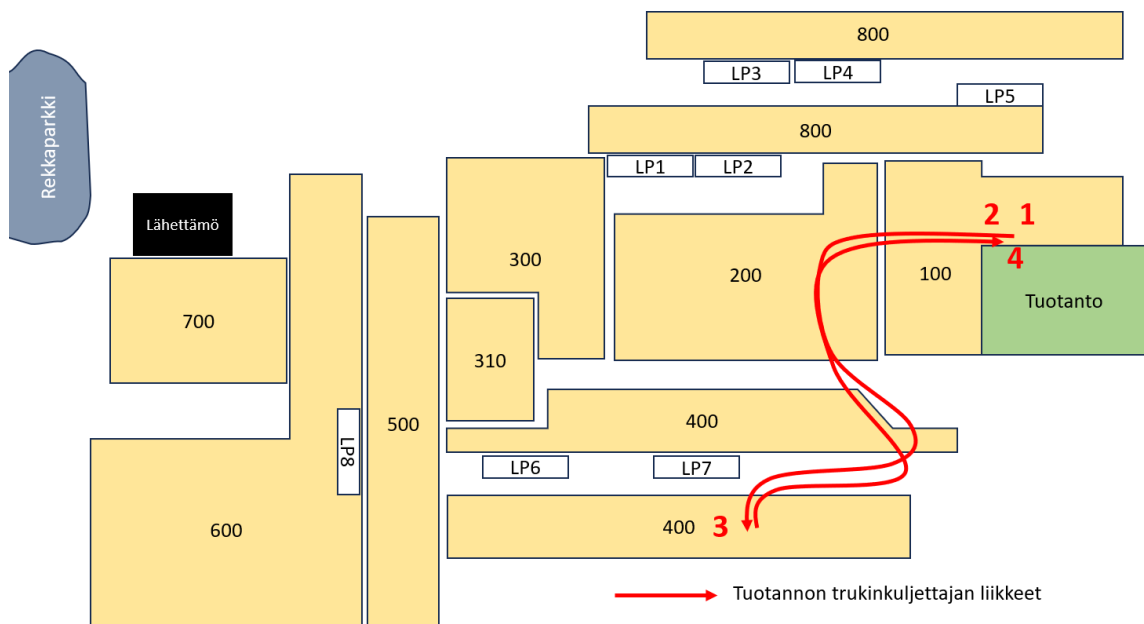 800
LP3
LP4
LP5
Rekkaparkki
800
LP1
LP2
Lähettämö
2
1
300
200
4
100
Tuotanto
700
310
500
400
LP8
LP6
LP7
600
400
3
Tuotannon trukinkuljettajan liikkeet